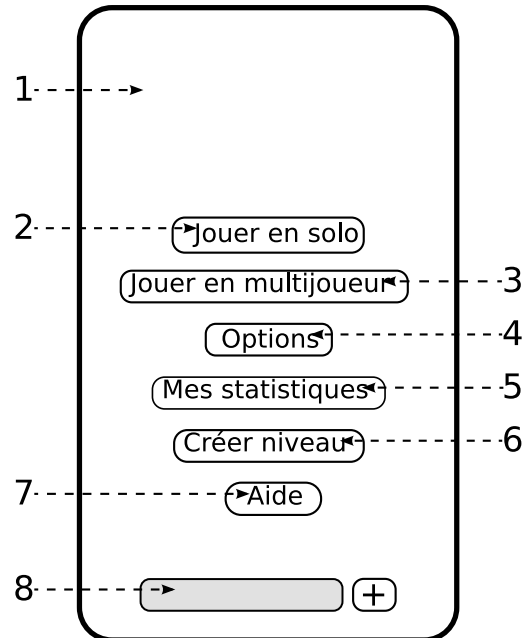 1
2 Jouer en solo
Jouer en multijoueur 3
Options 4
Mes statistiques 5
Créer niveau 6
7 Aide
8 +